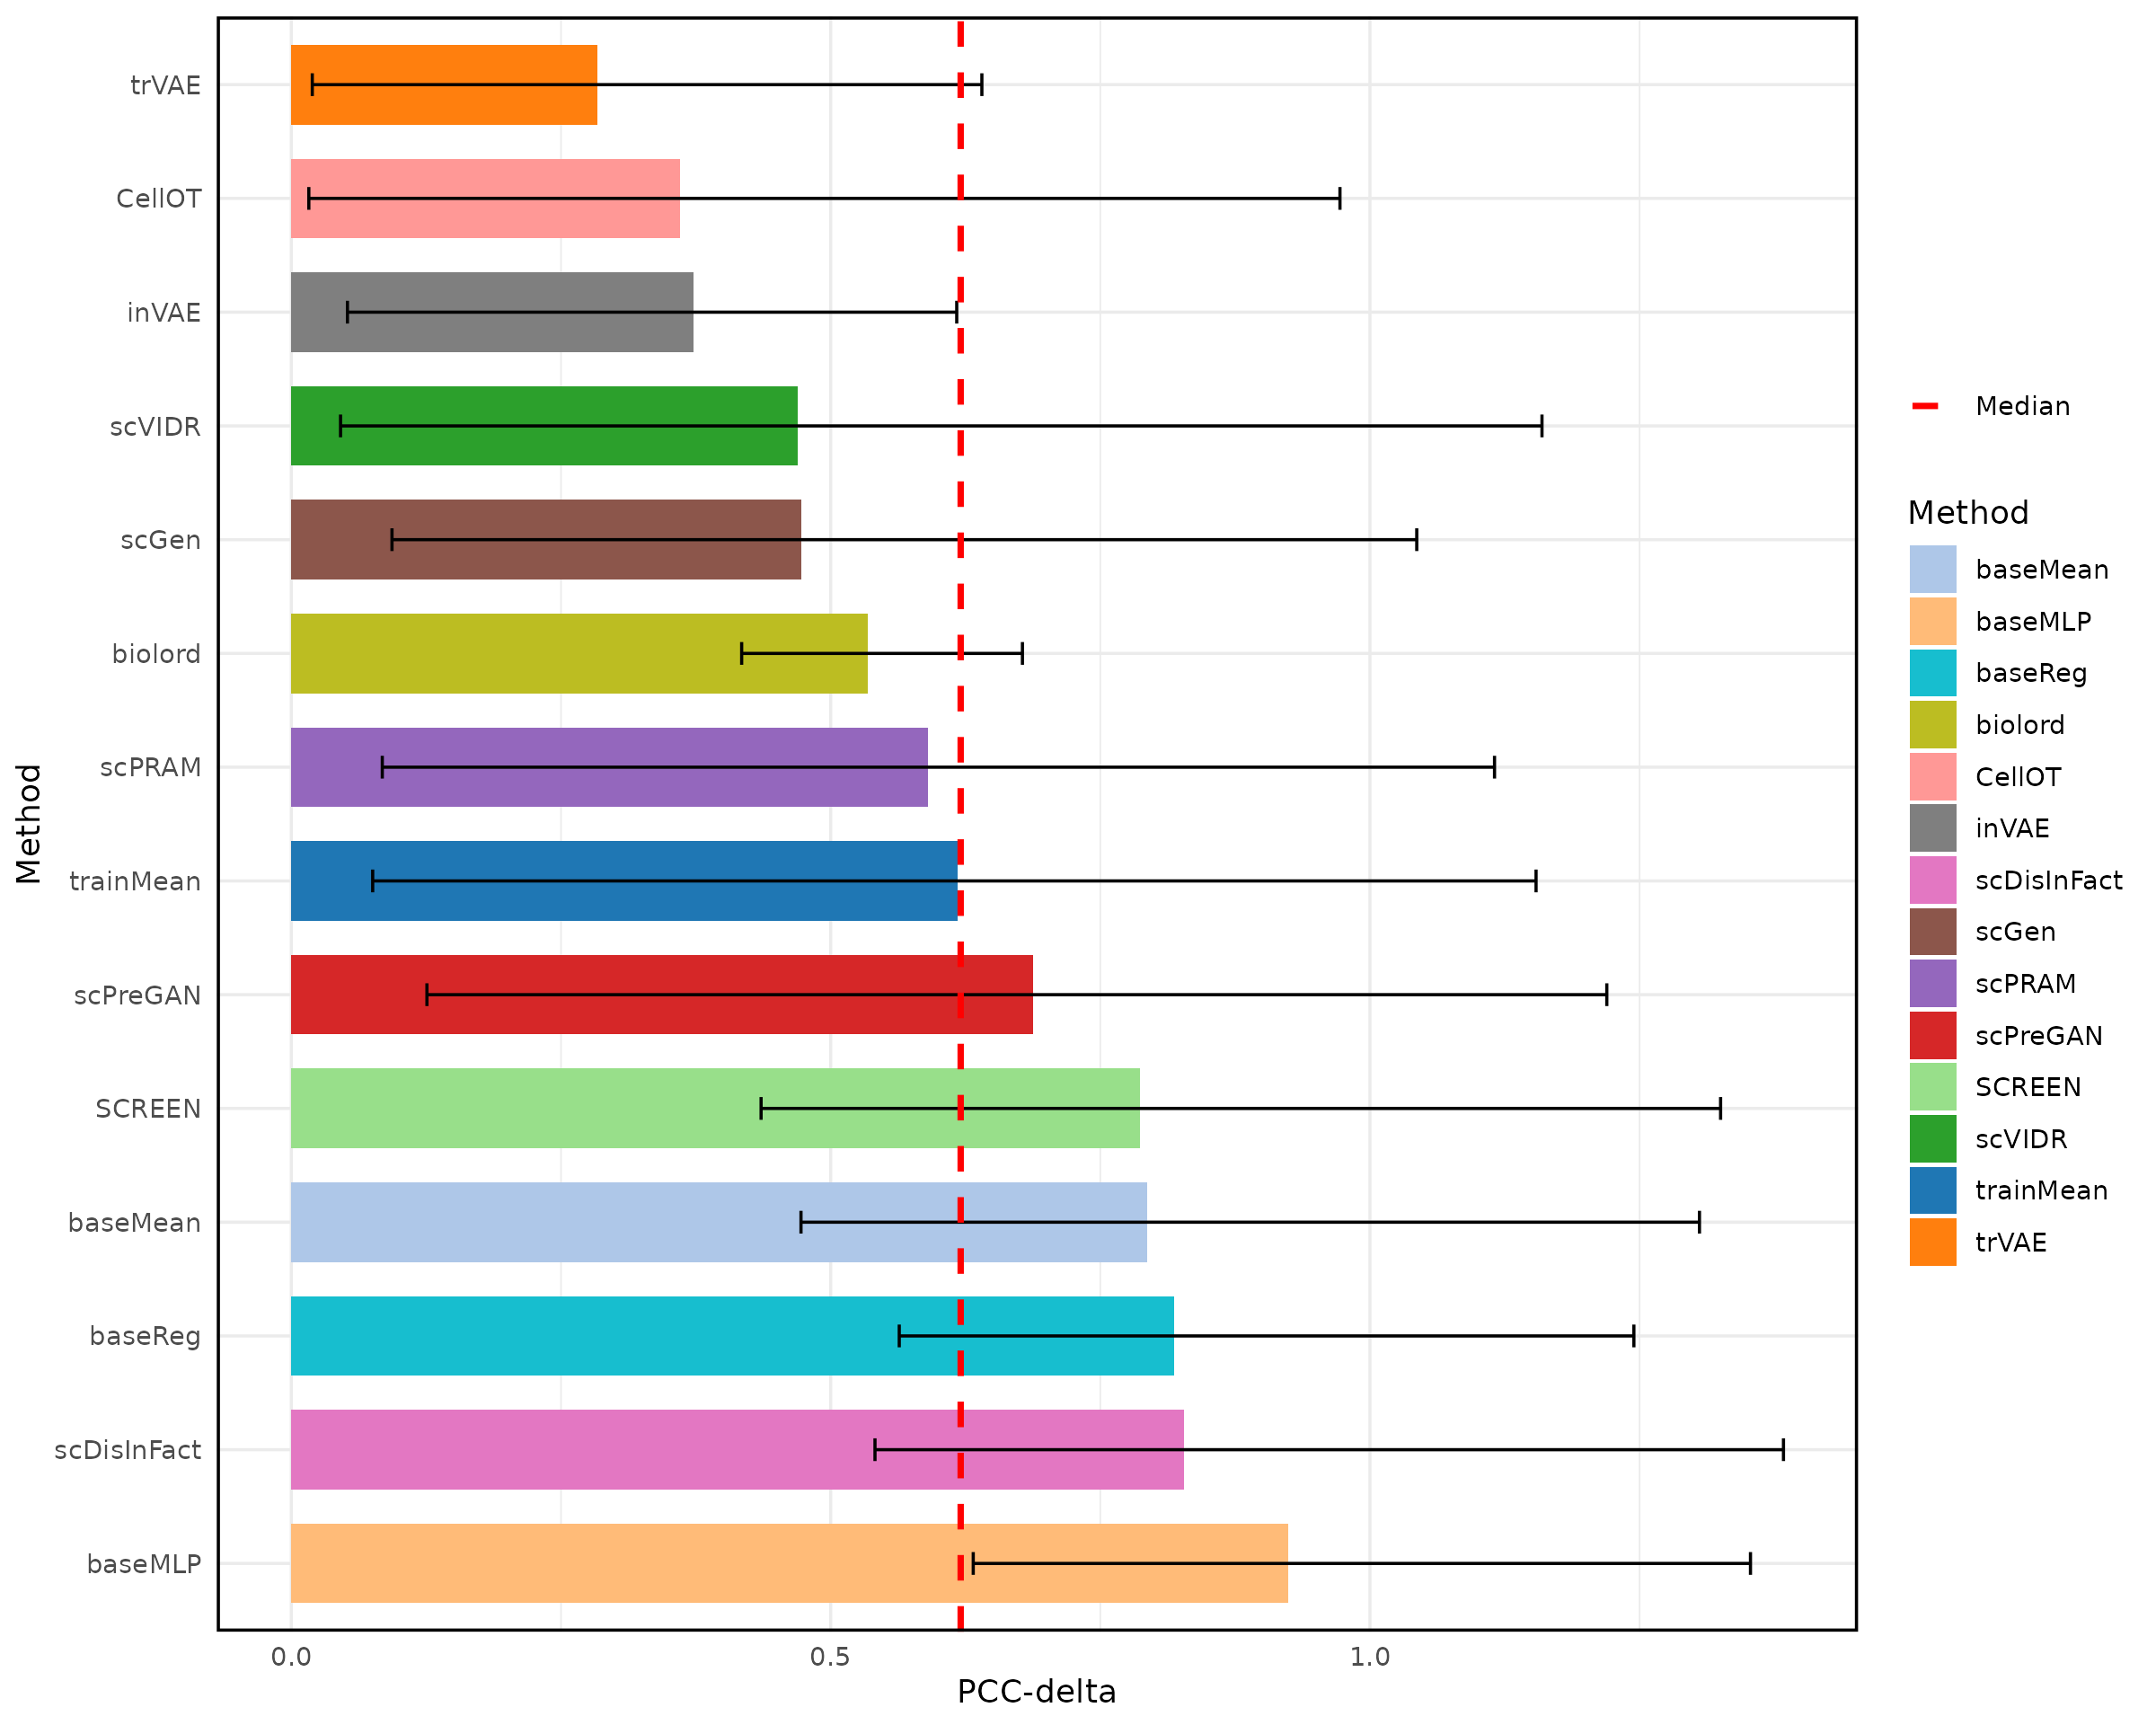 trVAE
CellOT
inVAE
scVIDR
scGen
biolord
scPRAM
trainMean
scPreGAN
SCREEN
baseMean
baseReg
scDisInFact
baseMLP
Method
0.0 0.5 1.0
PCC-delta
Median
Method
baseMean
baseMLP
baseReg
biolord
CellOT
inVAE
scDisInFact
scGen
scPRAM
scPreGAN
SCREEN
scVIDR
trainMean
trVAE